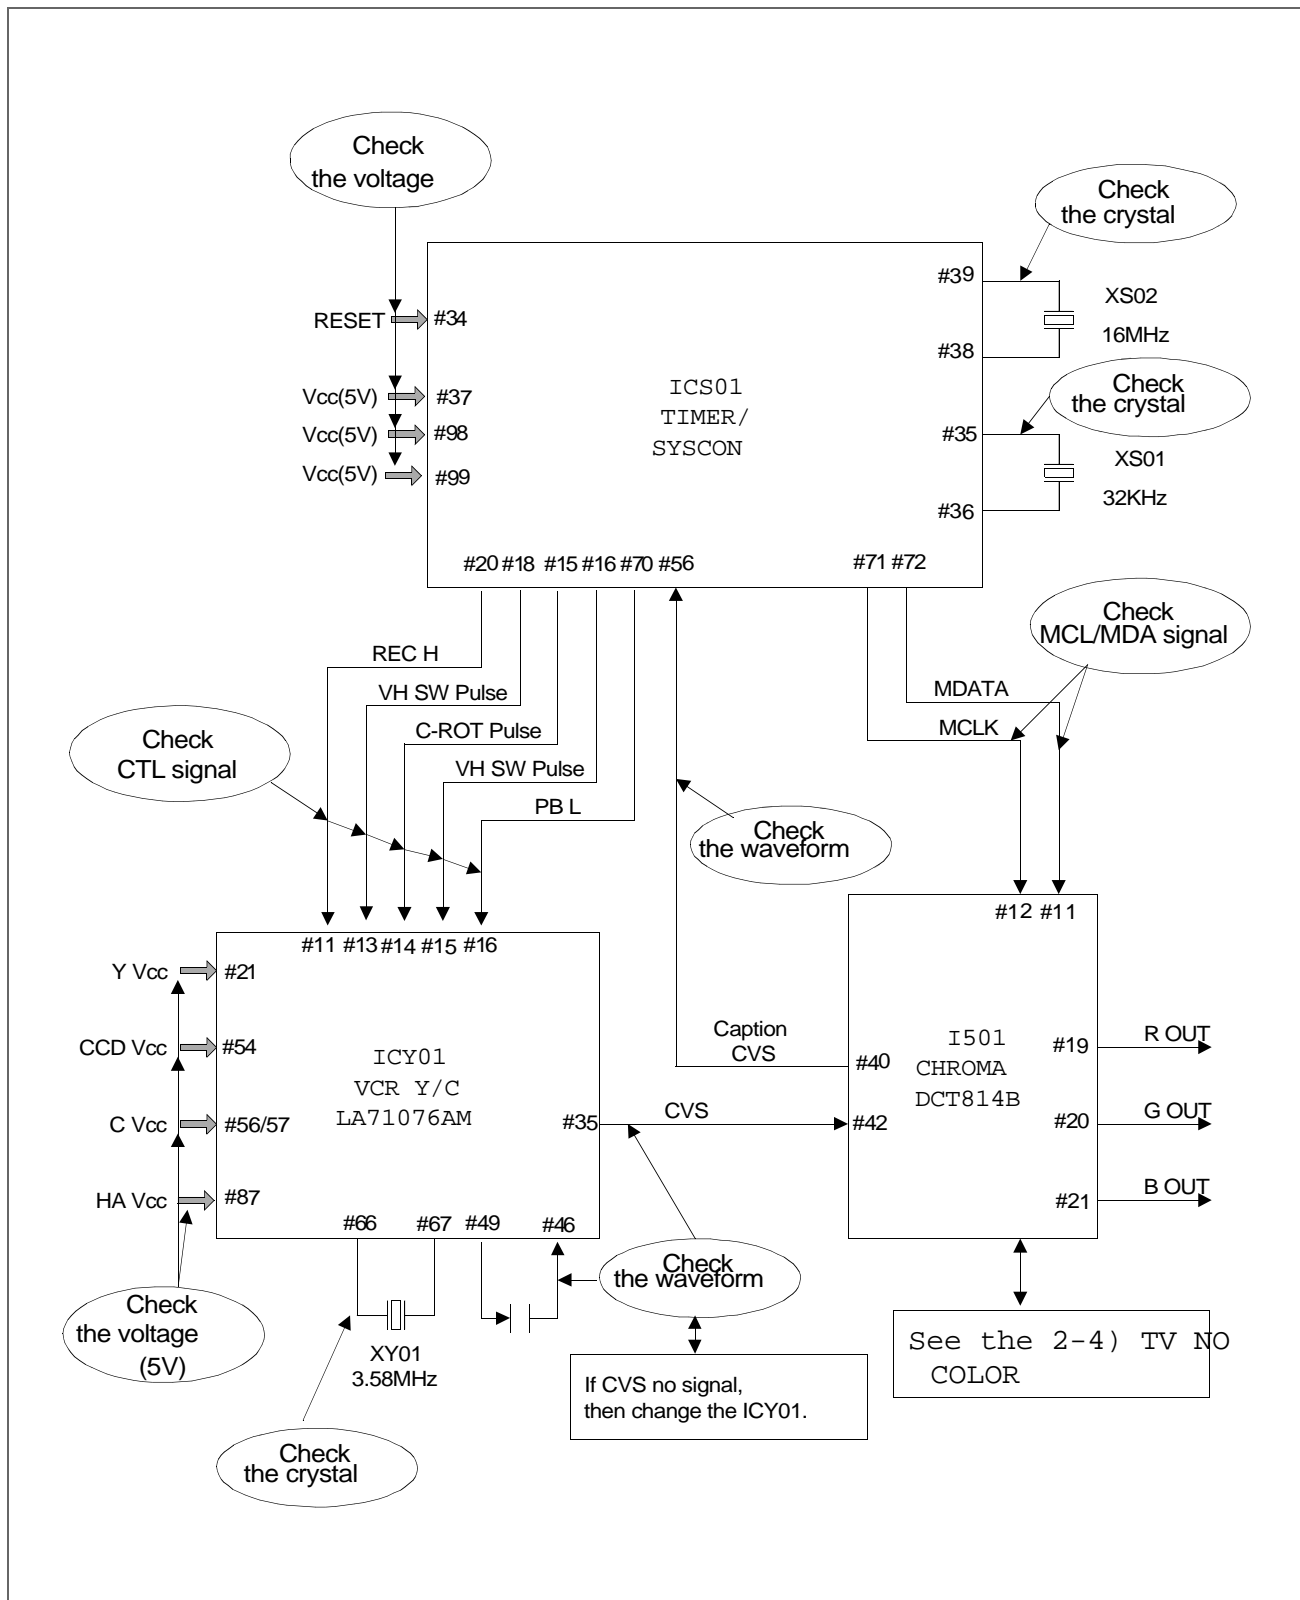 Check
the voltage
Check
the crystal
#39
XS02
RESET
#34
16MHz
#38
ICS01
TIMER/
SYSCON
Check
the crystal
Vcc(5V)
#37
Vcc(5V)
#98
#35
XS01
Vcc(5V)
#99
32KHz
#36
#20 #18 #15 #16 #70 #56
#71 #72
Check
MCL/MDA signal
REC H
VH SW Pulse
MDATA
C-ROT Pulse
MCLK
Check
CTL signal
VH SW Pulse
PB L
Check
the waveform
#12 #11
#11 #13 #14 #15 #16
Y Vcc
#21
Caption
CVS
I501
CHROMA
DCT814B
R OUT
#19
CCD Vcc
#54
ICY01
VCR Y/C
LA71076AM
#40
C Vcc
#56/57
#35
CVS
#42
G OUT
#20
HA Vcc
#87
B OUT
#21
#66 #67 #49 #46
Check
the waveform
Check
the voltage
(5V)
XY01
3.58MHz
See the 2-4) TV NO
COLOR
If CVS no signal,
then change the ICY01.
Check
the crystal